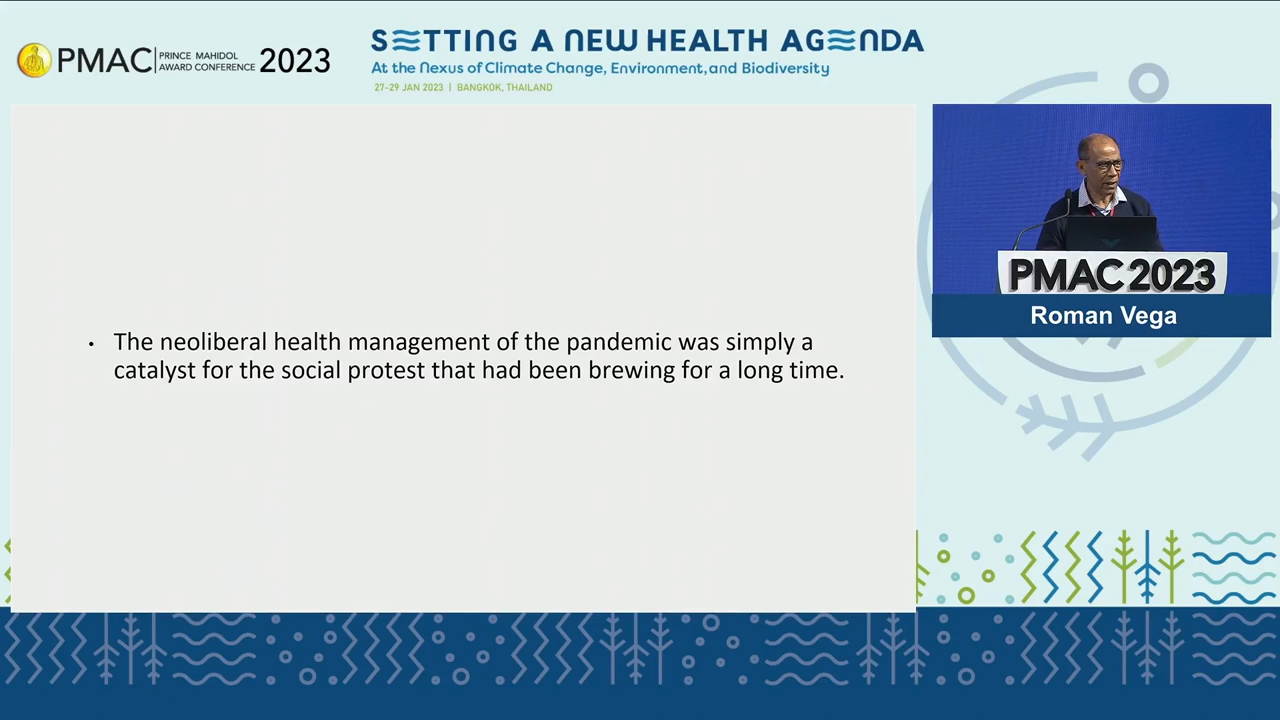 PMAC
PRINCE MAHIDOL
AWARD CONFERENCE
2023
SETTING A NEW HEALTH AGENDA
At the Nexus of Climate Change, Environment, and Biodiversity
27-29 JAN 2023 | BANGKOK, THAILAND
• The neoliberal health management of the pandemic was simply a
catalyst for the social protest that had been brewing for a long time.
PMAC 2023
Roman Vega